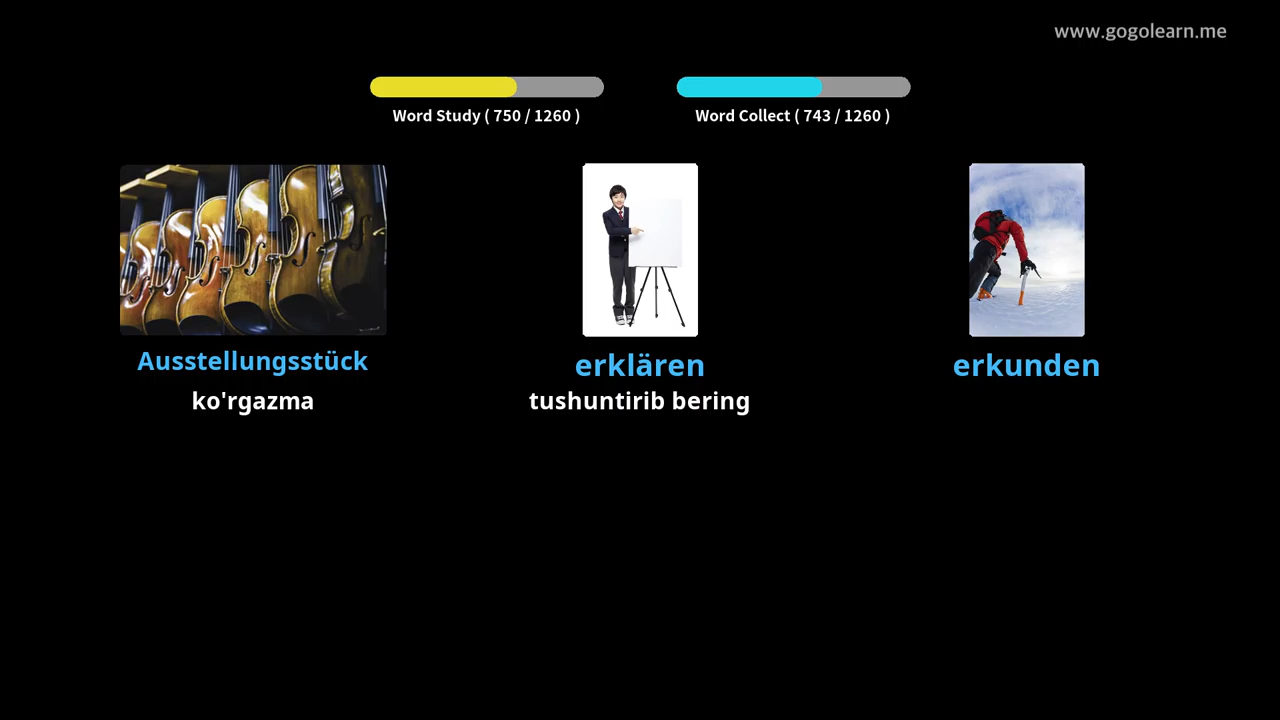 www.gogolearn.me
Word Study ( 750 / 1260 )
Word Collect ( 743 / 1260 )
Ausstellungsstück
ko'rgazma
erklären
tushuntirib bering
erkunden